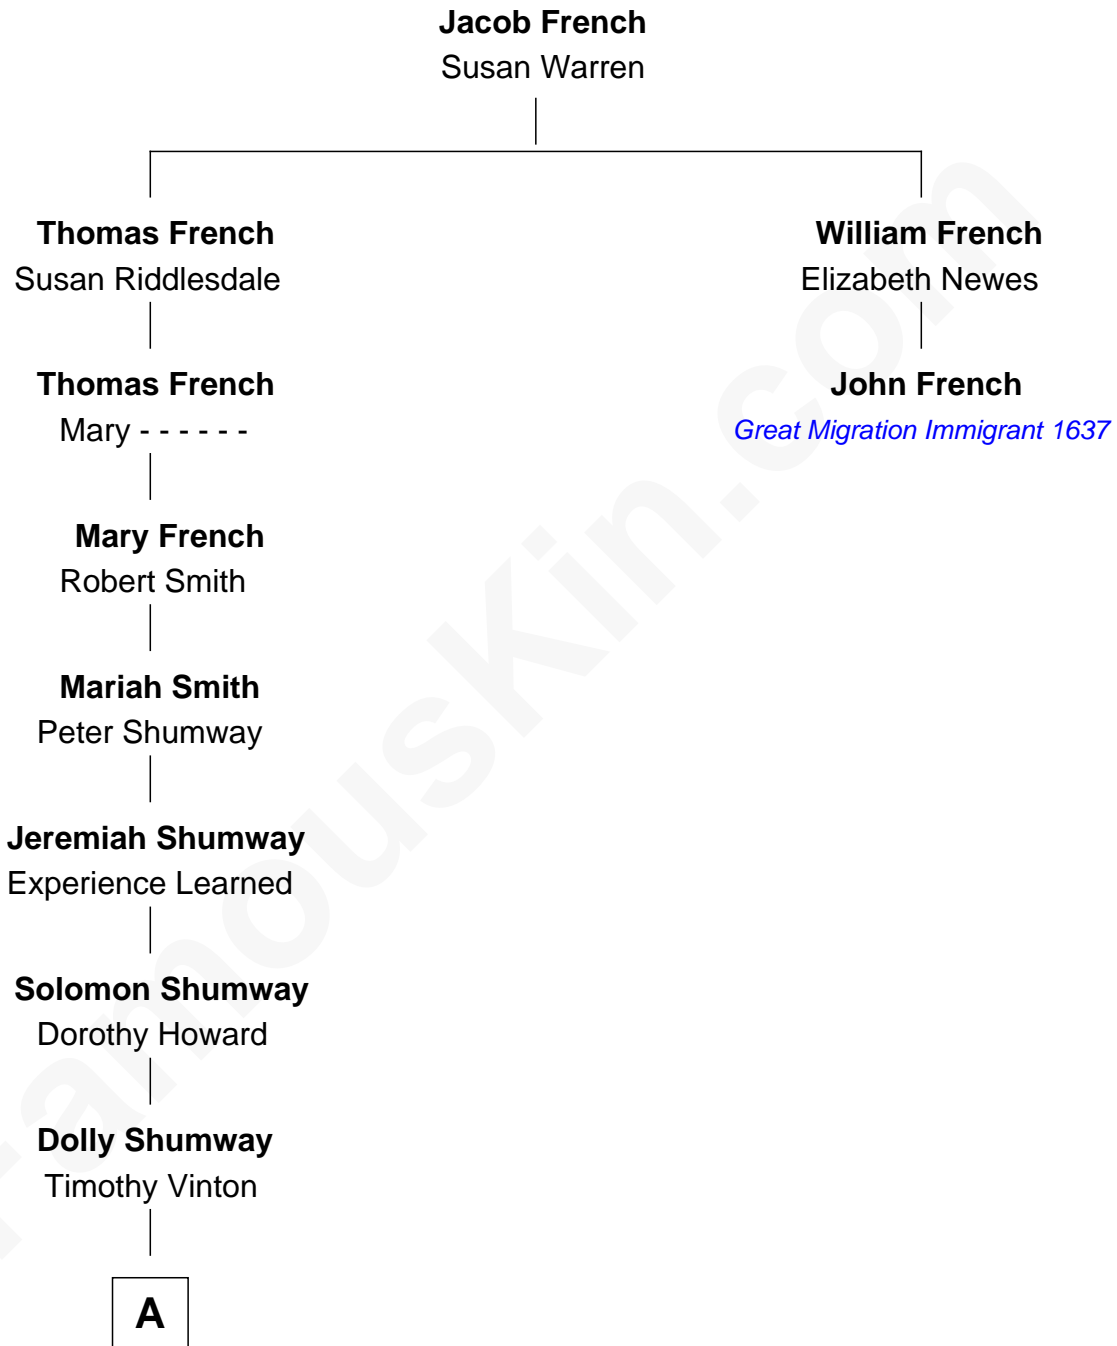 Jacob French
Susan Warren
Thomas French
Susan Riddlesdale
William French
Elizabeth Newes
Thomas French
Mary - - - - - -
John French
Great Migration Immigrant 1637
Mary French
Robert Smith
Mariah Smith
Peter Shumway
Jeremiah Shumway
Experience Learned
Solomon Shumway
Dorothy Howard
Dolly Shumway
Timothy Vinton
A
FamousKin.com